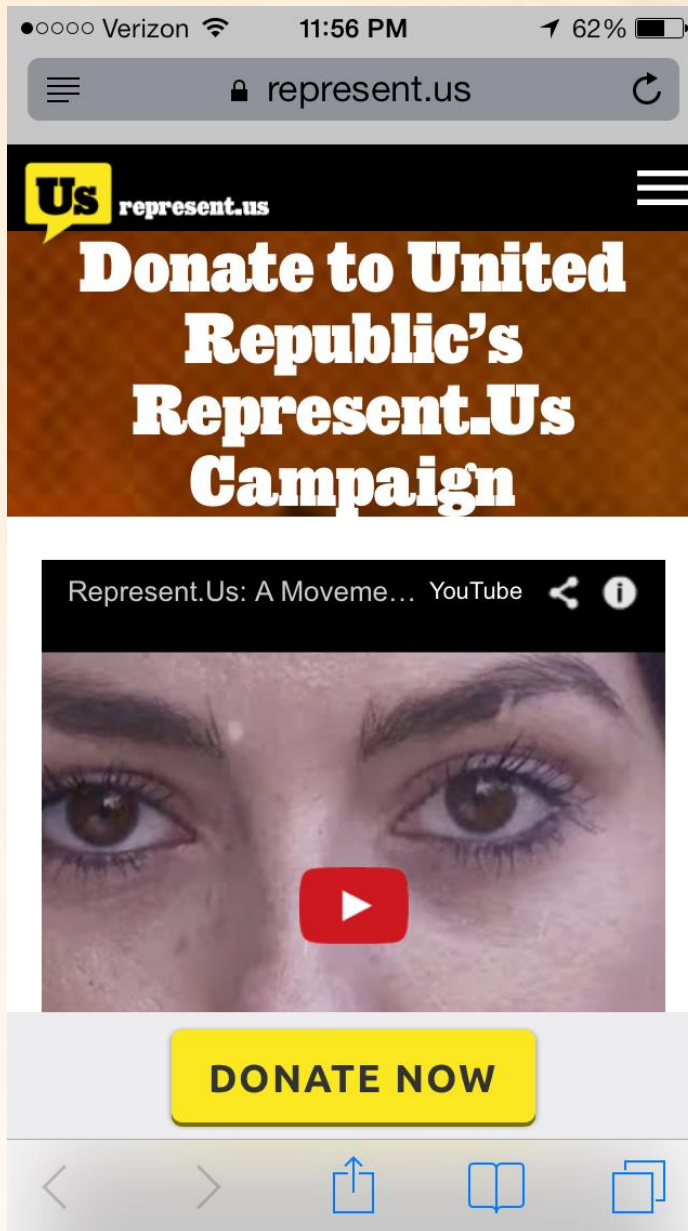 Verizon 11:56 PM 62%
represent.us
Us represent.us
Donate to United
Republic’s
Represent.Us
Campaign
Represent.Us: A Moveme… YouTube
DONATE NOW